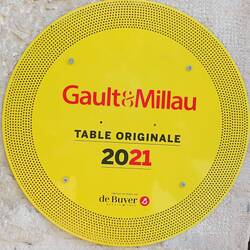 Gault&Millau
TABLE ORIGINALE
2021
de Buyer